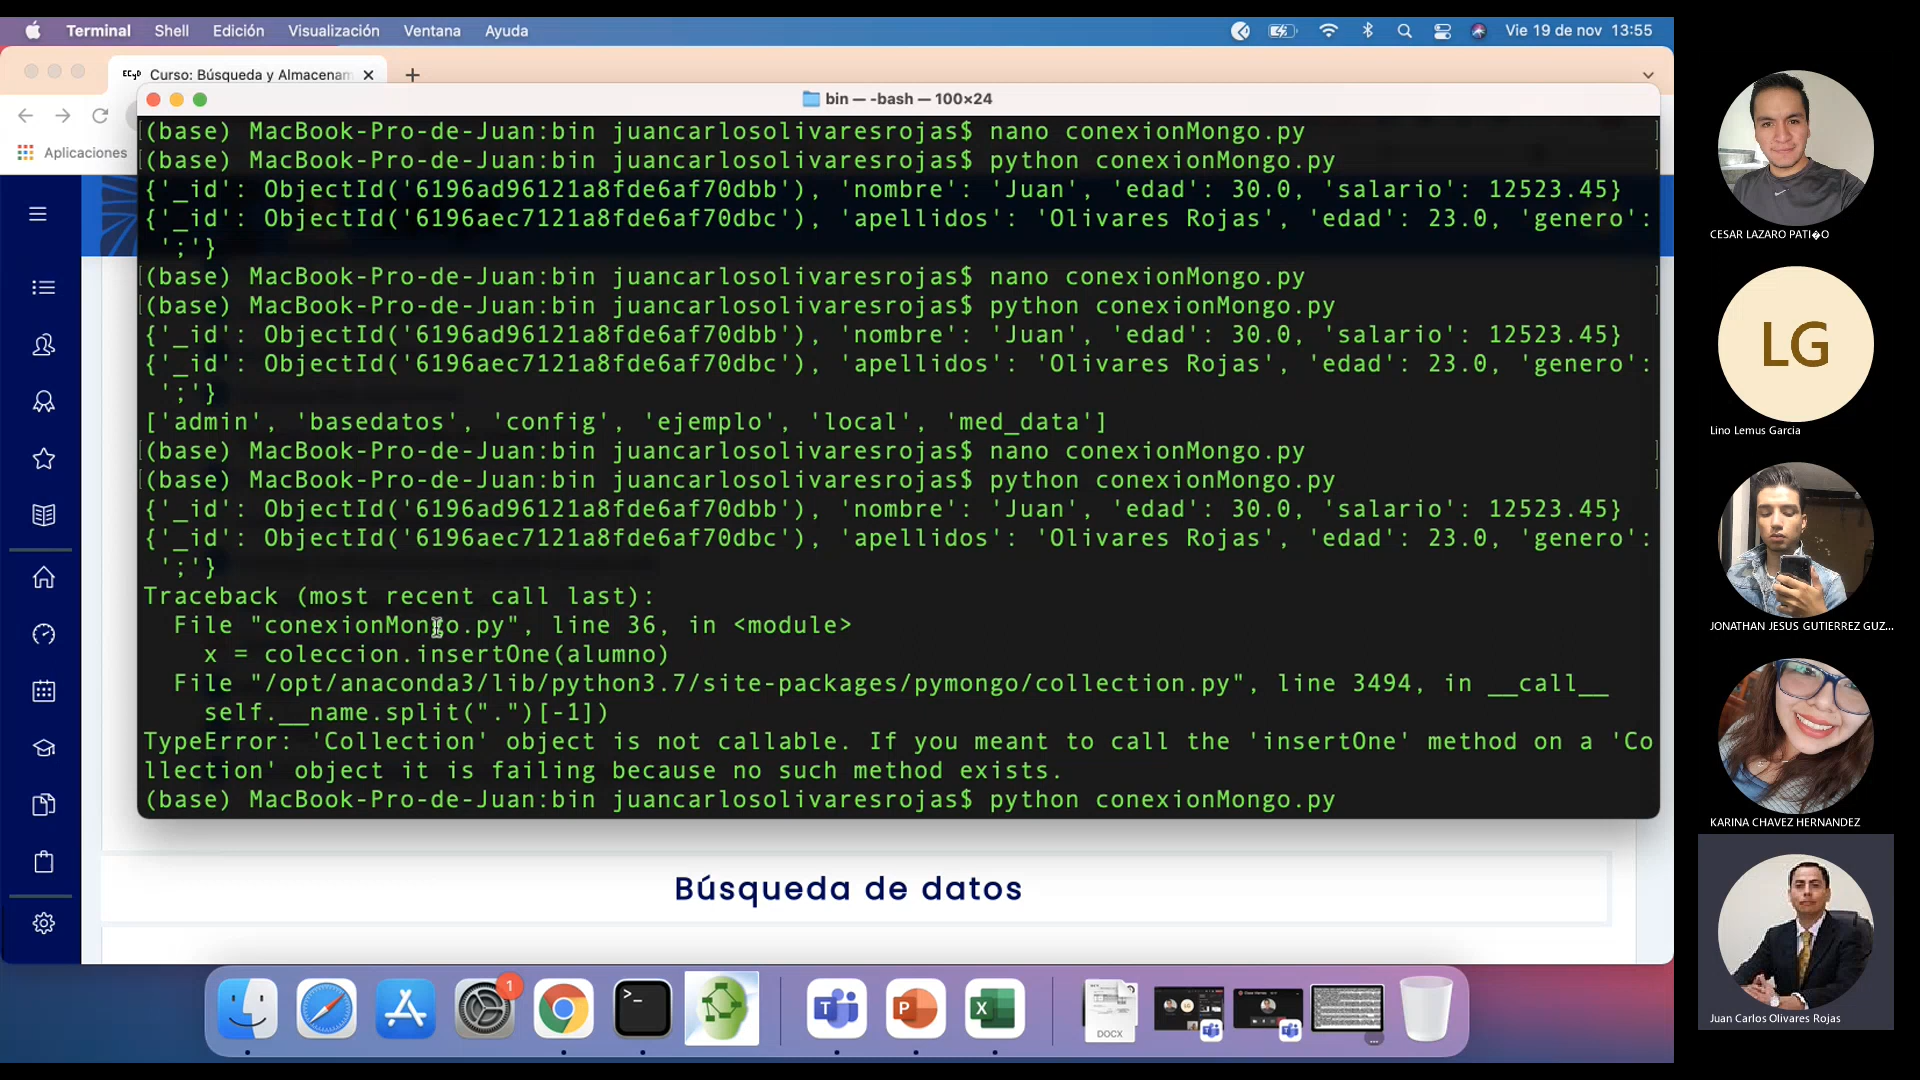 Terminal Shell Edición Visualización Ventana Ayuda Vie 19 de nov 13:55
Curso: Búsqueda y Almacenam
bin — -bash — 100×24
Aplicaciones
(base) MacBook-Pro-de-Juan:bin juancarlosolivaresrojas$ nano conexionMongo.py
(base) MacBook-Pro-de-Juan:bin juancarlosolivaresrojas$ python conexionMongo.py
{'_id': ObjectId('6196ad96121a8fde6af70dbb'), 'nombre': 'Juan', 'edad': 30.0, 'salario': 12523.45}
{'_id': ObjectId('6196aec7121a8fde6af70dbc'), 'apellidos': 'Olivares Rojas', 'edad': 23.0, 'genero':
';'}
(base) MacBook-Pro-de-Juan:bin juancarlosolivaresrojas$ nano conexionMongo.py
(base) MacBook-Pro-de-Juan:bin juancarlosolivaresrojas$ python conexionMongo.py
{'_id': ObjectId('6196ad96121a8fde6af70dbb'), 'nombre': 'Juan', 'edad': 30.0, 'salario': 12523.45}
{'_id': ObjectId('6196aec7121a8fde6af70dbc'), 'apellidos': 'Olivares Rojas', 'edad': 23.0, 'genero':
';'}
['admin', 'basedatos', 'config', 'ejemplo', 'local', 'med_data']
(base) MacBook-Pro-de-Juan:bin juancarlosolivaresrojas$ nano conexionMongo.py
(base) MacBook-Pro-de-Juan:bin juancarlosolivaresrojas$ python conexionMongo.py
{'_id': ObjectId('6196ad96121a8fde6af70dbb'), 'nombre': 'Juan', 'edad': 30.0, 'salario': 12523.45}
{'_id': ObjectId('6196aec7121a8fde6af70dbc'), 'apellidos': 'Olivares Rojas', 'edad': 23.0, 'genero':
';'}
Traceback (most recent call last):
File "conexionMongo.py", line 36, in <module>
x = coleccion.insertOne(alumno)
File "/opt/anaconda3/lib/python3.7/site-packages/pymongo/collection.py", line 3494, in __call__
self.__name.split(".")[-1])
TypeError: 'Collection' object is not callable. If you meant to call the 'insertOne' method on a 'Co
llection' object it is failing because no such method exists.
(base) MacBook-Pro-de-Juan:bin juancarlosolivaresrojas$ python conexionMongo.py
Búsqueda de datos
1
DOCX
CESAR LAZARO PATI�O
LG
Lino Lemus Garcia
JONATHAN JESUS GUTIERREZ GUZ...
KARINA CHAVEZ HERNANDEZ
Juan Carlos Olivares Rojas